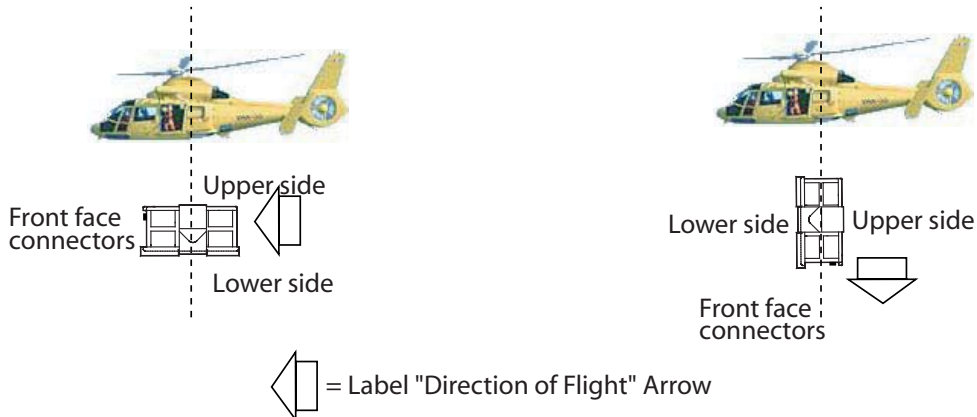 Upper side
Front face
connectors
Lower side
Lower side
Upper side
Front face
connectors
= Label "Direction of Flight" Arrow